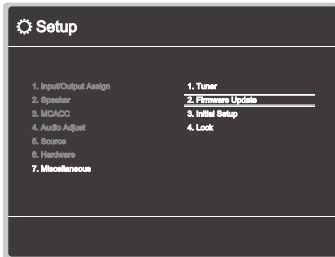 Setup
1. Input/Output Assign
2. Speaker
3. MCACC
4. Audio Adjust
5. Source
6. Hardware
7. Miscellaneous
1. Tuner
2. Firmware Update
3. Initial Setup
4. Lock